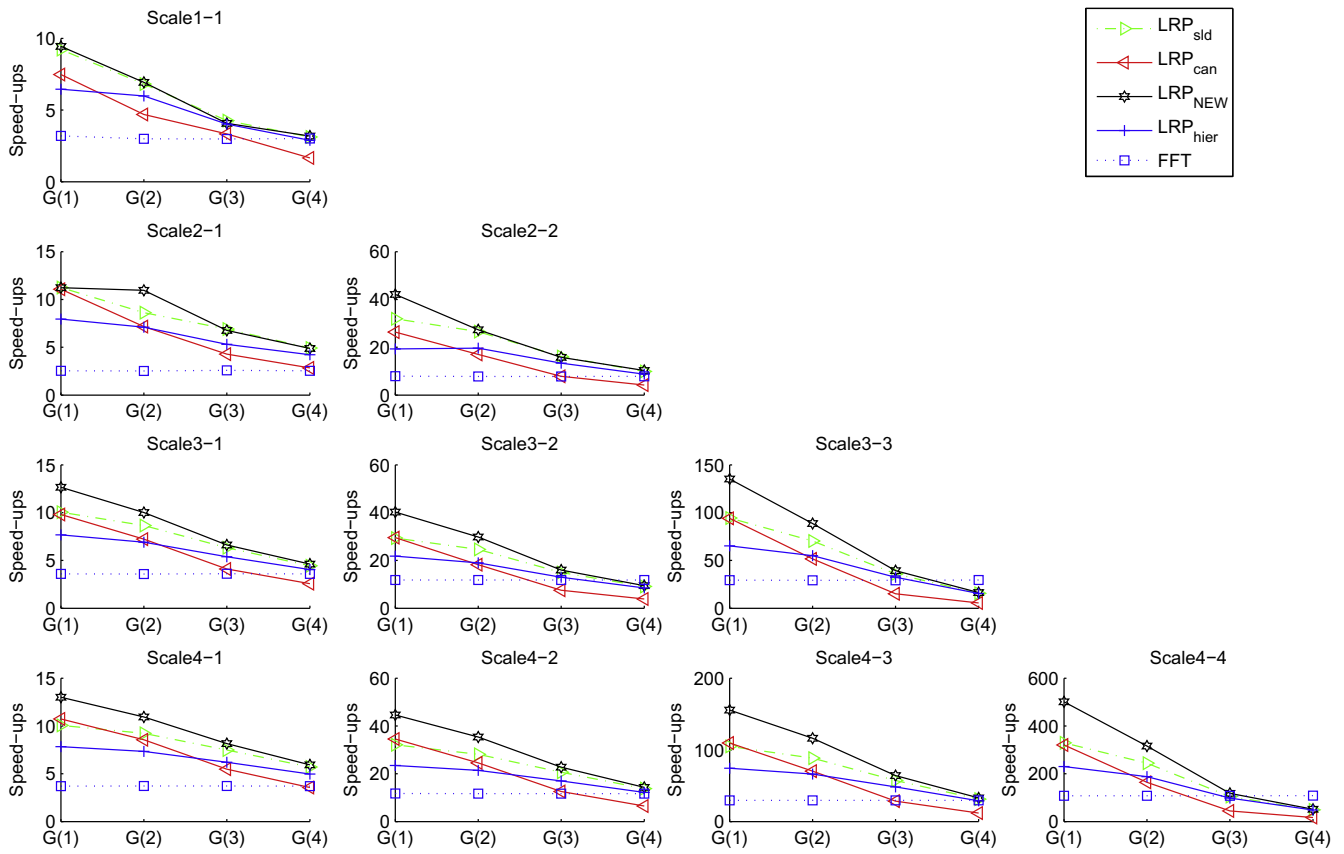 Scale1−1
Speed−ups
10
5
0
G(1) G(2) G(3) G(4)
LRP_sld
LRP_can
LRP_NEW
LRP_hier
FFT
Scale2−1
Speed−ups
15
10
5
0
G(1) G(2) G(3) G(4)
Scale2−2
Speed−ups
60
40
20
0
G(1) G(2) G(3) G(4)
Scale3−1
Speed−ups
15
10
5
0
G(1) G(2) G(3) G(4)
Scale3−2
Speed−ups
60
40
20
0
G(1) G(2) G(3) G(4)
Scale3−3
Speed−ups
150
100
50
0
G(1) G(2) G(3) G(4)
Scale4−1
Speed−ups
15
10
5
0
G(1) G(2) G(3) G(4)
Scale4−2
Speed−ups
60
40
20
0
G(1) G(2) G(3) G(4)
Scale4−3
Speed−ups
200
100
0
G(1) G(2) G(3) G(4)
Scale4−4
Speed−ups
600
400
200
0
G(1) G(2) G(3) G(4)